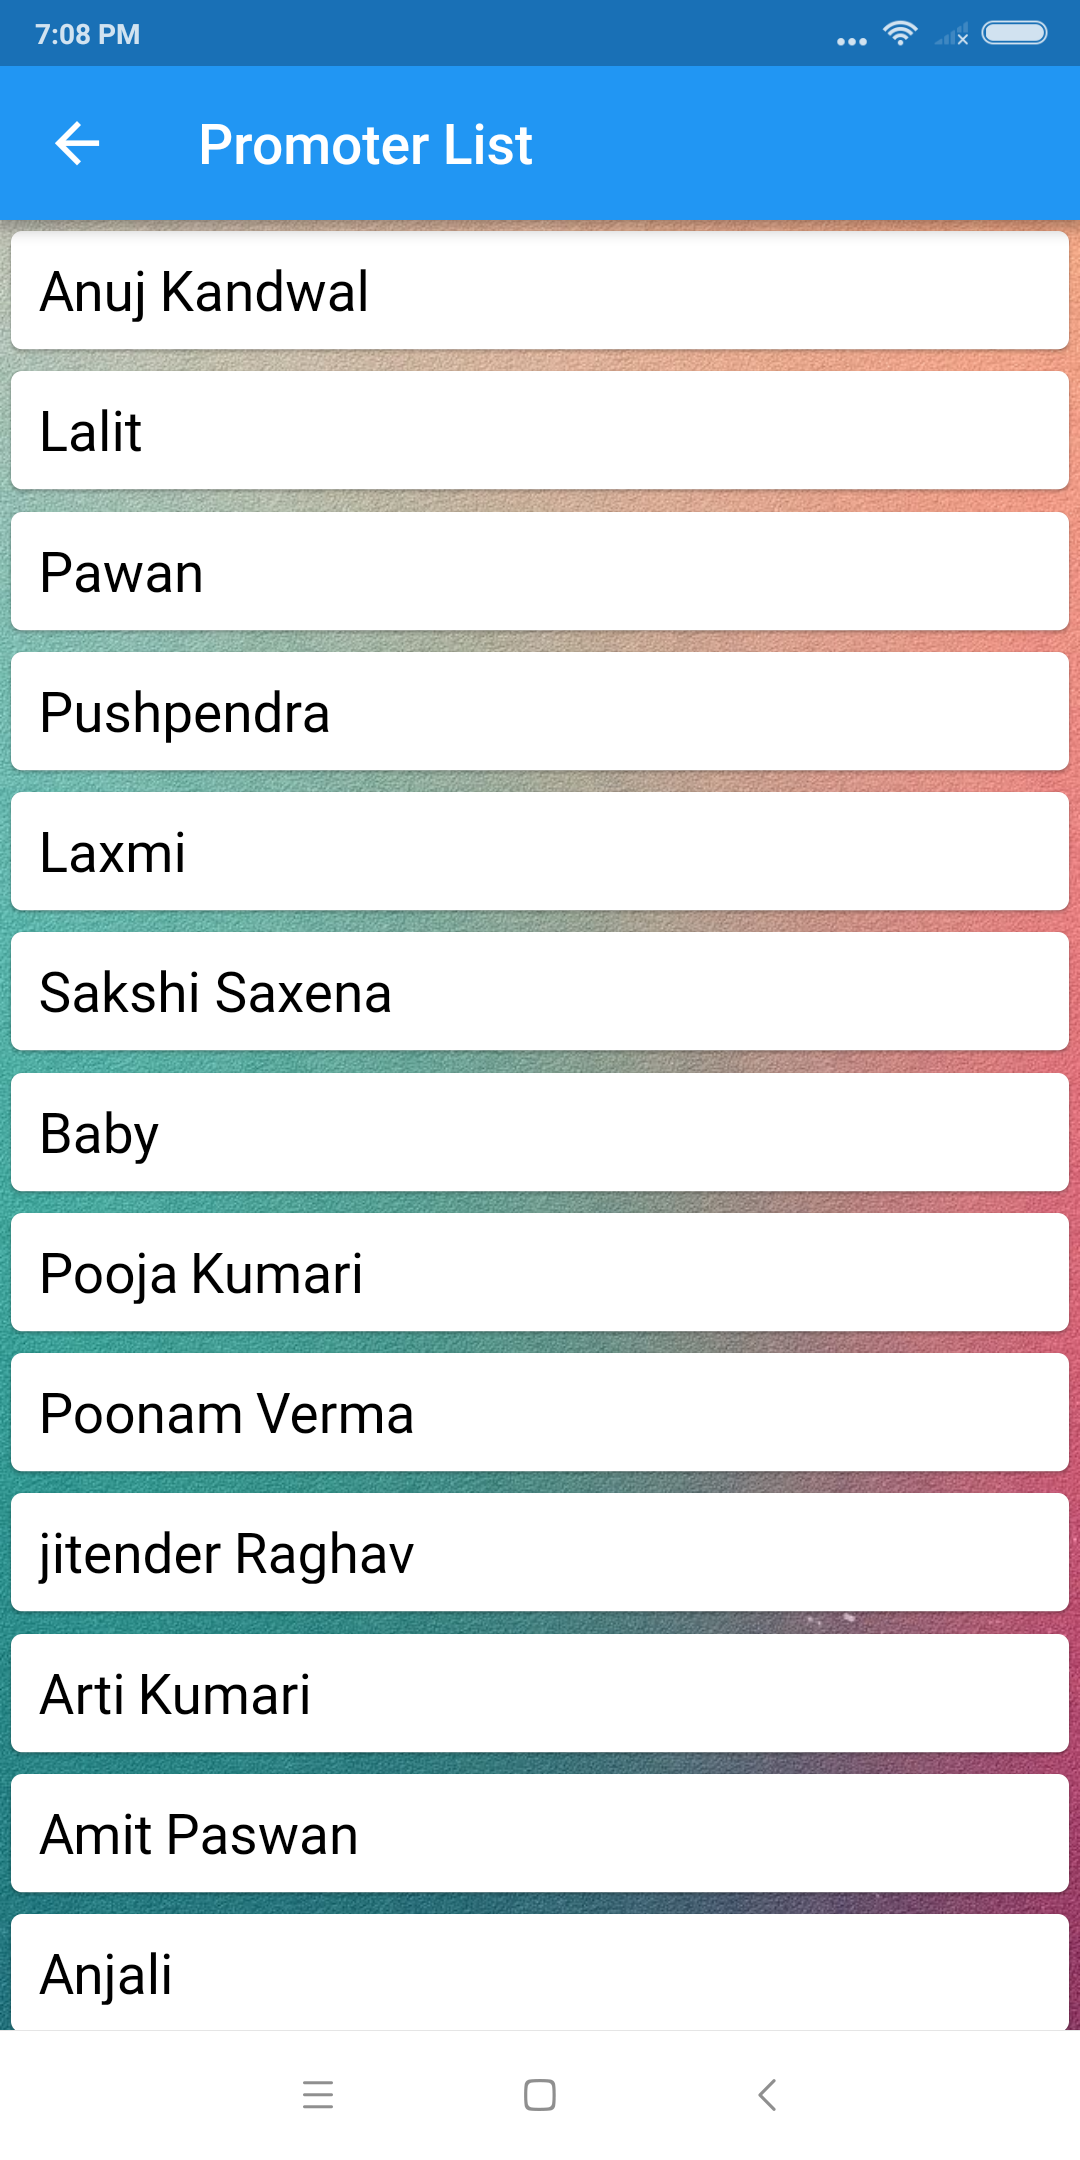 7:08 PM
Promoter List
Anuj Kandwal
Lalit
Pawan
Pushpendra
Laxmi
Sakshi Saxena
Baby
Pooja Kumari
Poonam Verma
jitender Raghav
Arti Kumari
Amit Paswan
Anjali